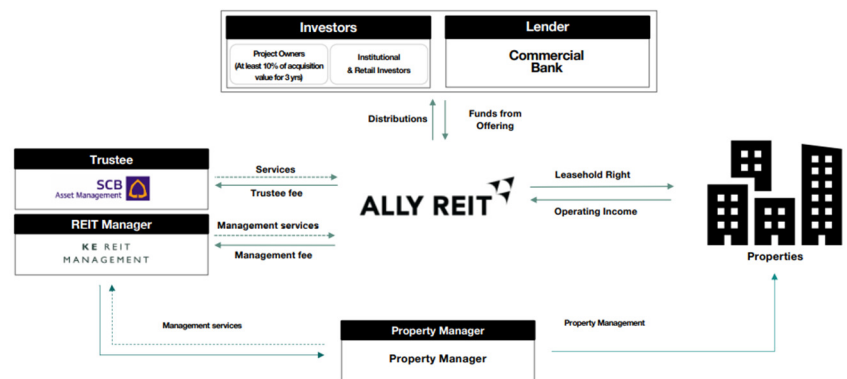 Investors
Lender
Project Owners
(At least 10% of acquisition
value for 3 yrs)
Institutional
& Retail Investors
Commercial
Bank
Distributions
Funds from
Offering
Trustee
SCB
Asset Management
Services
Trustee fee
REIT Manager
KE REIT
MANAGEMENT
Management services
Management fee
ALLY REIT
Leasehold Right
Operating Income
Properties
Management services
Property Manager
Property Manager
Property Management